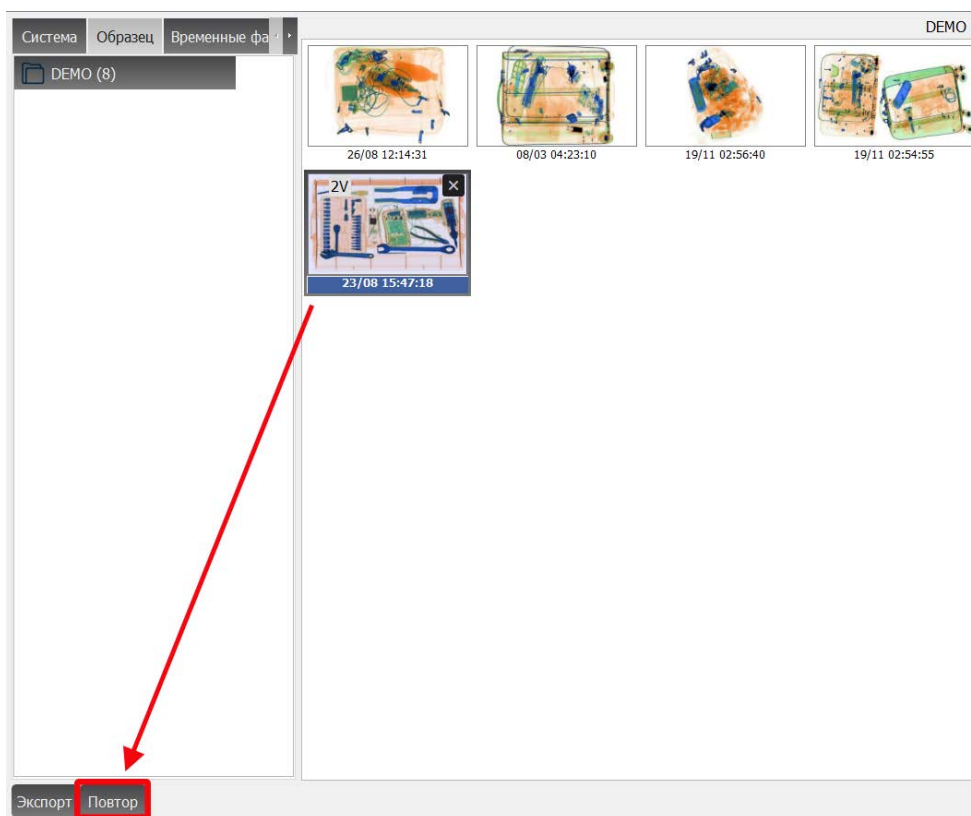 Система Образец Временные фа
DEMO
DEMO (8)
26/08 12:14:31
08/03 04:23:10
19/11 02:56:40
19/11 02:54:55
2V
23/08 15:47:18
Экспорт Повтор